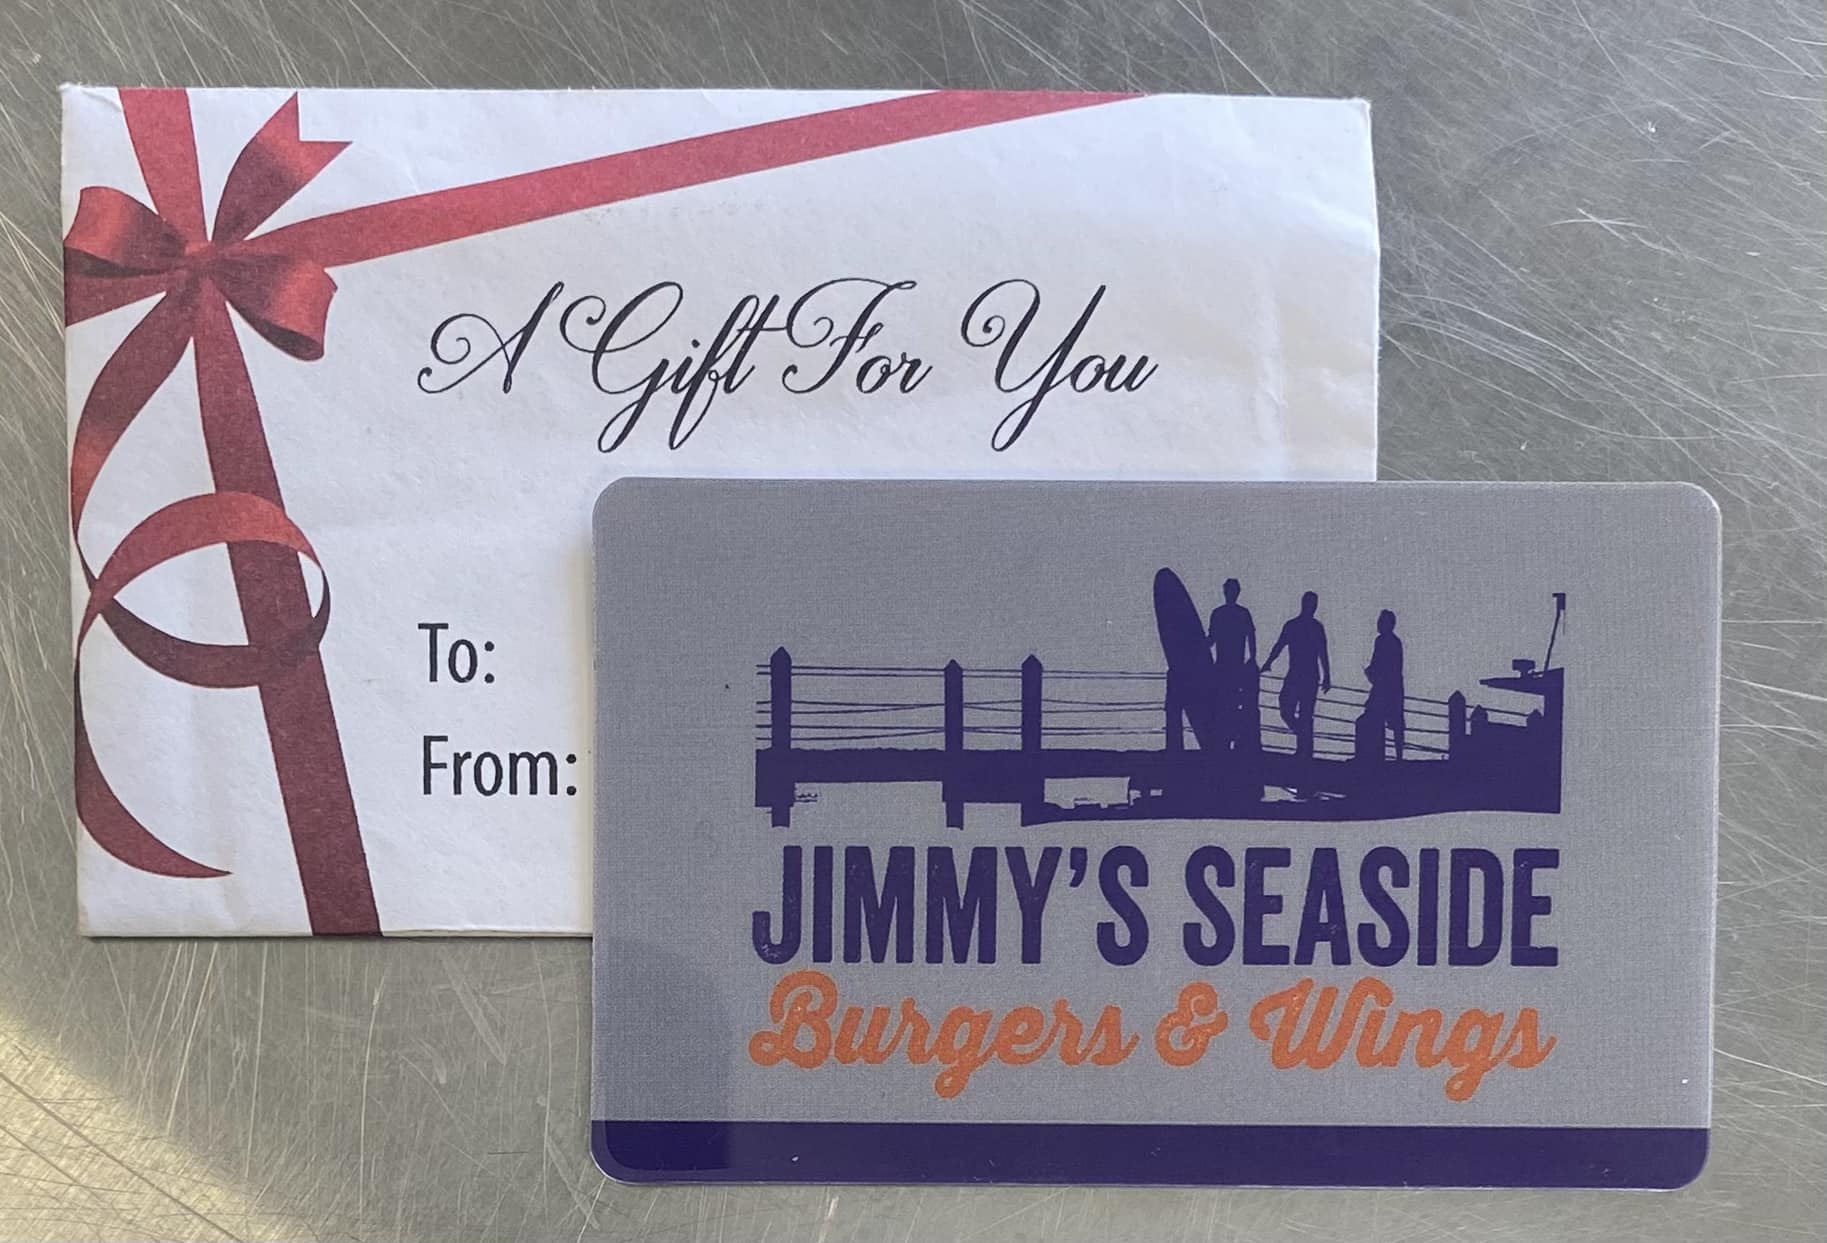 A Gift For You
To:
From:
JIMMY'S SEASIDE
Burgers & Wings